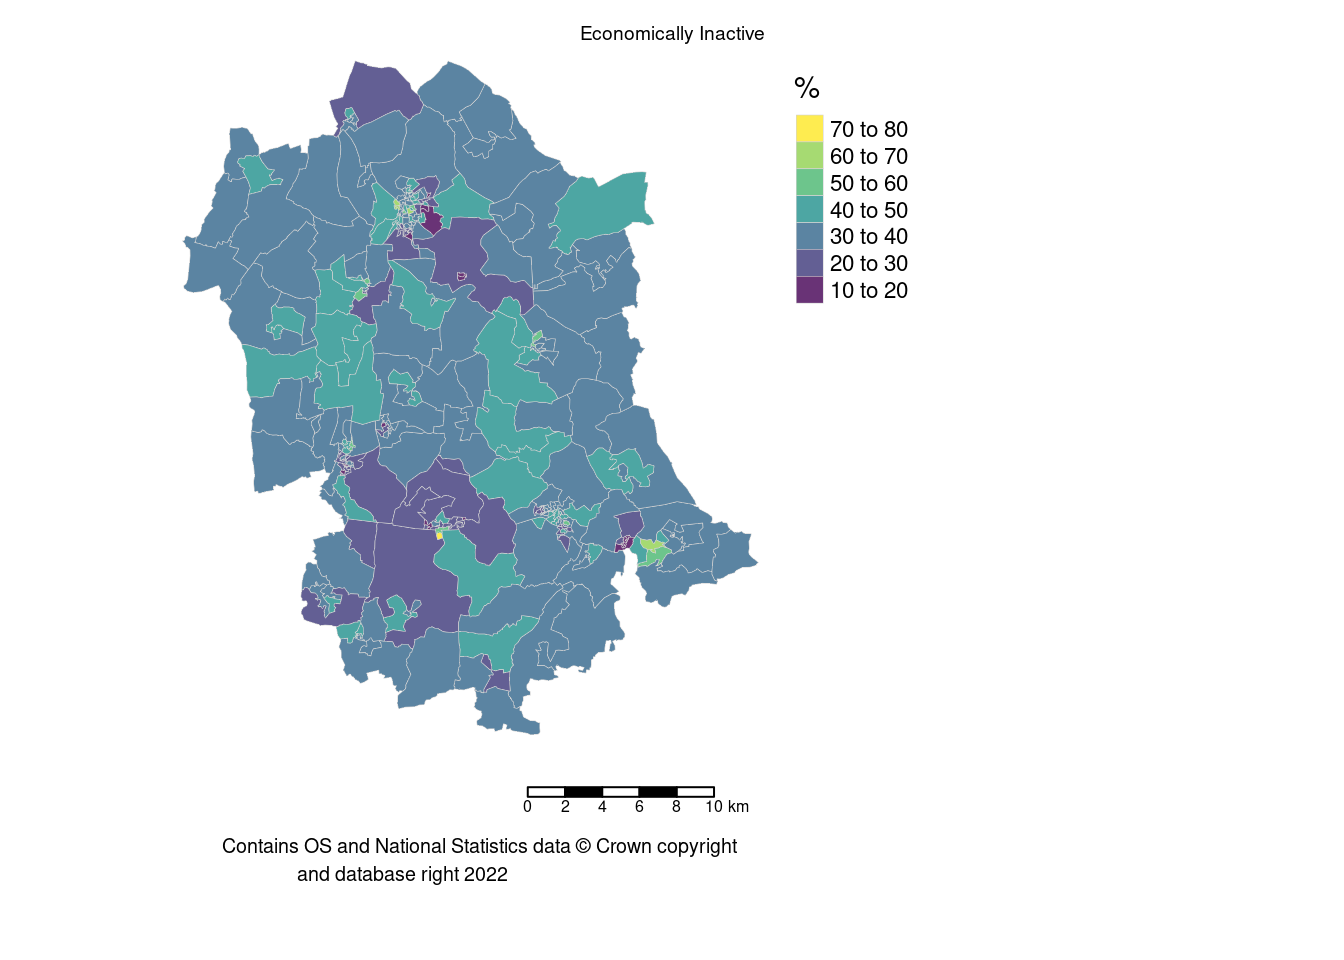 Economically Inactive
%
70 to 80
60 to 70
50 to 60
40 to 50
30 to 40
20 to 30
10 to 20
0 2 4 6 8 10 km
Contains OS and National Statistics data © Crown copyright
and database right 2022